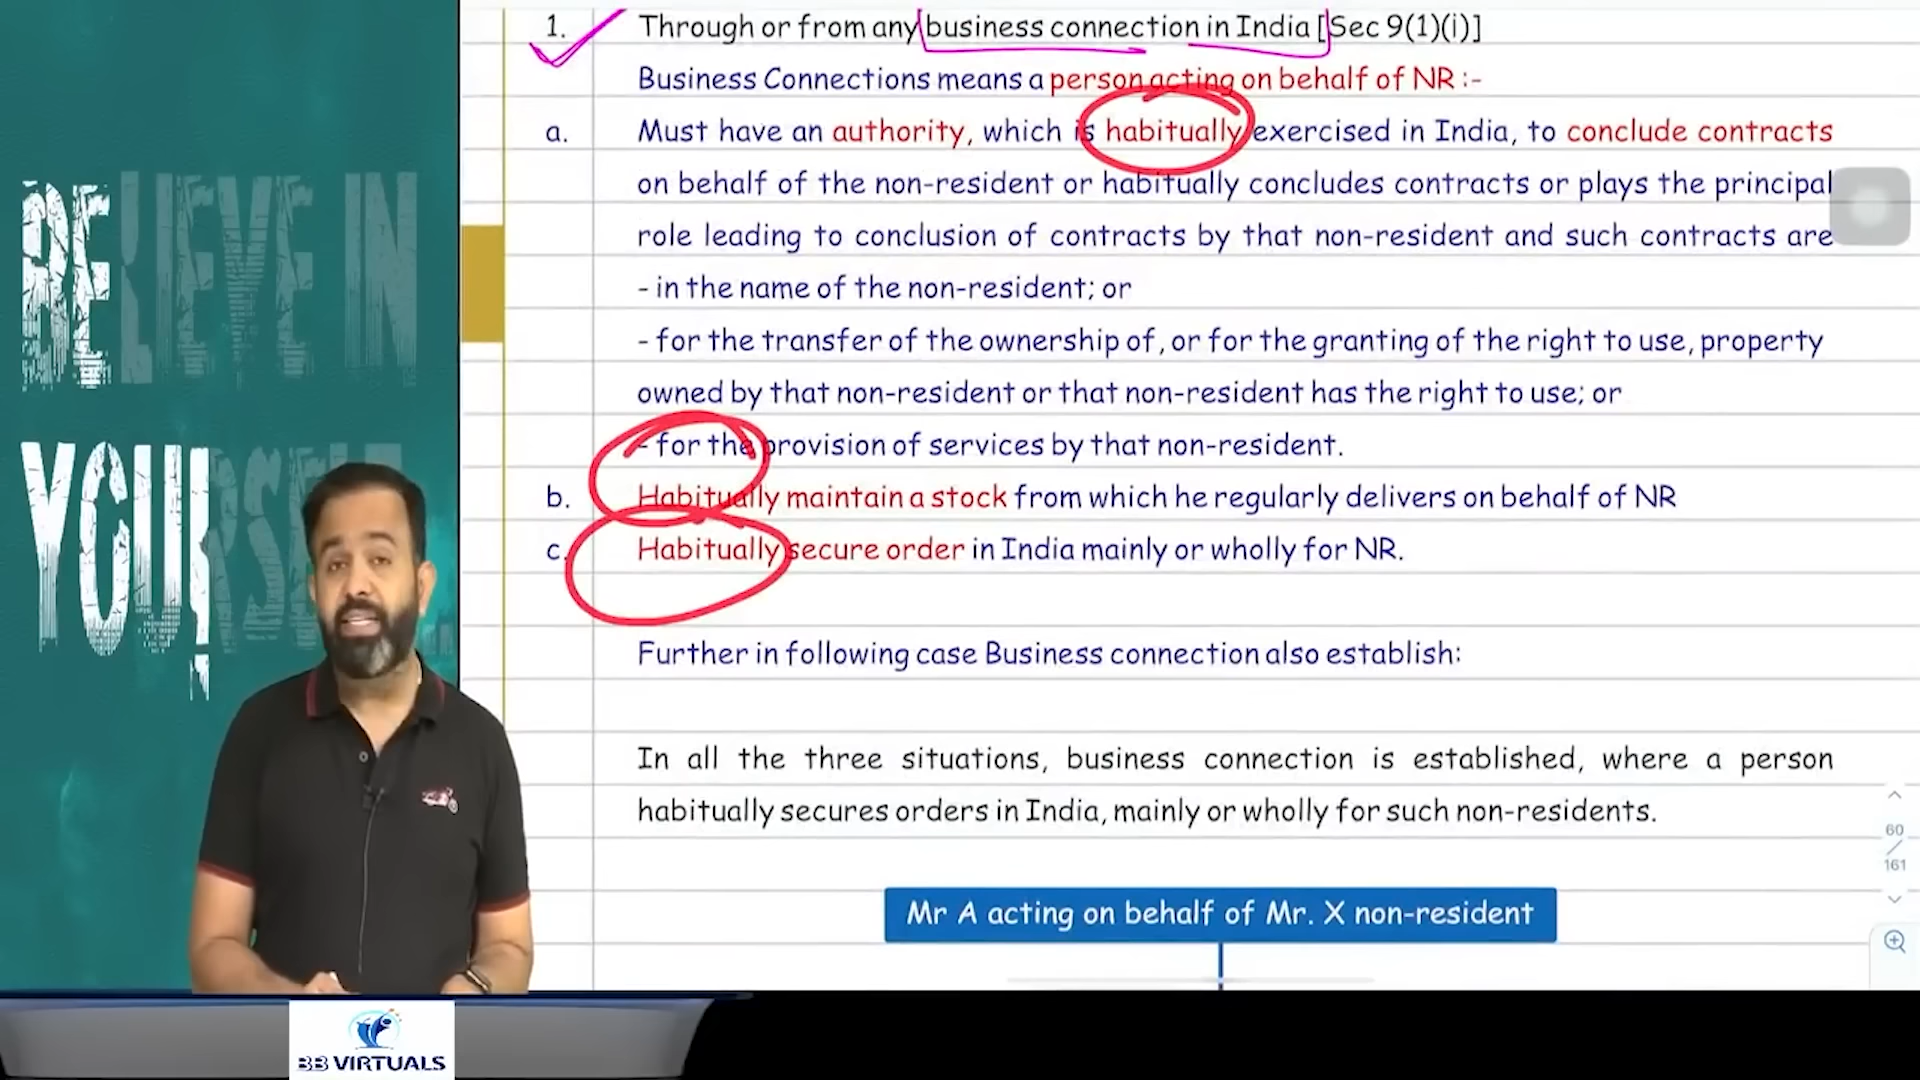 BELIEVE IN
YOURSELF
1. Through or from any business connection in India [Sec 9(1)(i)]
Business Connections means a person acting on behalf of NR :-
a. Must have an authority, which is habitually exercised in India, to conclude contracts
on behalf of the non-resident or habitually concludes contracts or plays the principal
role leading to conclusion of contracts by that non-resident and such contracts are
- in the name of the non-resident; or
- for the transfer of the ownership of, or for the granting of the right to use, property
owned by that non-resident or that non-resident has the right to use; or
- for the provision of services by that non-resident.
b. Habitually maintain a stock from which he regularly delivers on behalf of NR
c. Habitually secure order in India mainly or wholly for NR.
Further in following case Business connection also establish:
In all the three situations, business connection is established, where a person
habitually secures orders in India, mainly or wholly for such non-residents.
60
/
161
Mr A acting on behalf of Mr. X non-resident
BB VIRTUALS